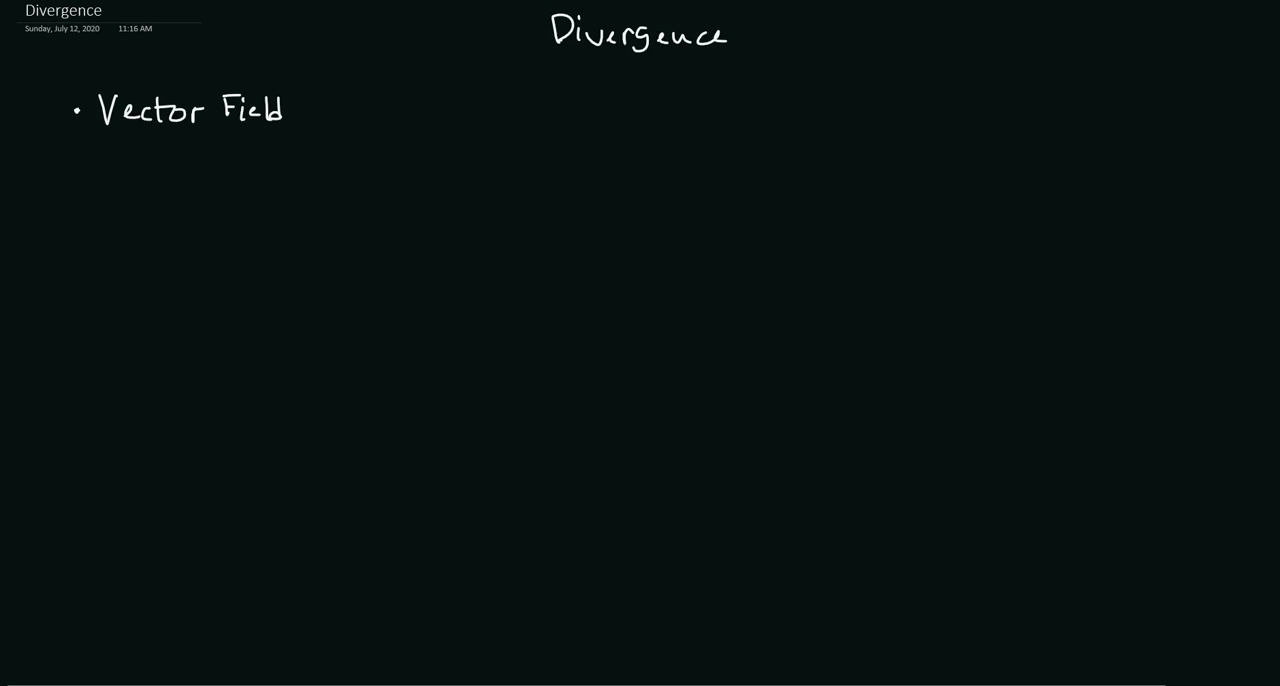 Divergence
Sunday, July 12, 2020 11:16 AM
Divergence
• Vector Field